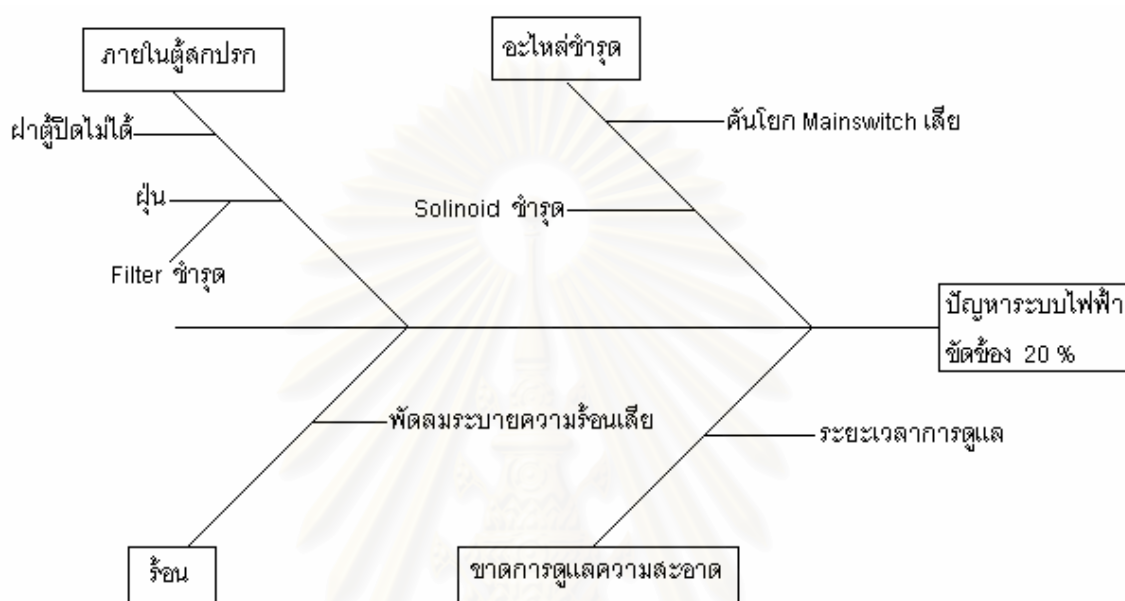 ภายในตู้สกปรก
อะไหล่ชำรุด
ฝาตู้ปิดไม่ได้
คันโยก Mainswitch เสีย
ฝุ่น
Solinoid ชำรุด
Filter ชำรุด
ปัญหาระบบไฟฟ้า
ขัดข้อง 20 %
พัดลมระบายความร้อนเสีย
ระยะเวลาการดูแล
ร้อน
ขาดการดูแลความสะอาด